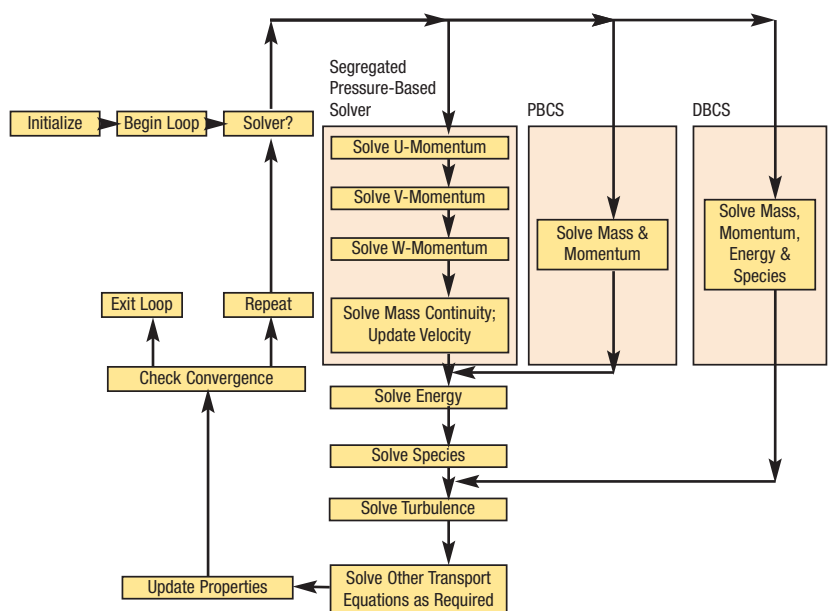 Segregated
Pressure-Based
Solver
PBCS
DBCS
Initialize
Begin Loop
Solver?
Solve U-Momentum
Solve V-Momentum
Solve W-Momentum
Solve Mass Continuity;
Update Velocity
Solve Mass &
Momentum
Solve Mass,
Momentum,
Energy &
Species
Exit Loop
Repeat
Check Convergence
Solve Energy
Solve Species
Solve Turbulence
Update Properties
Solve Other Transport
Equations as Required